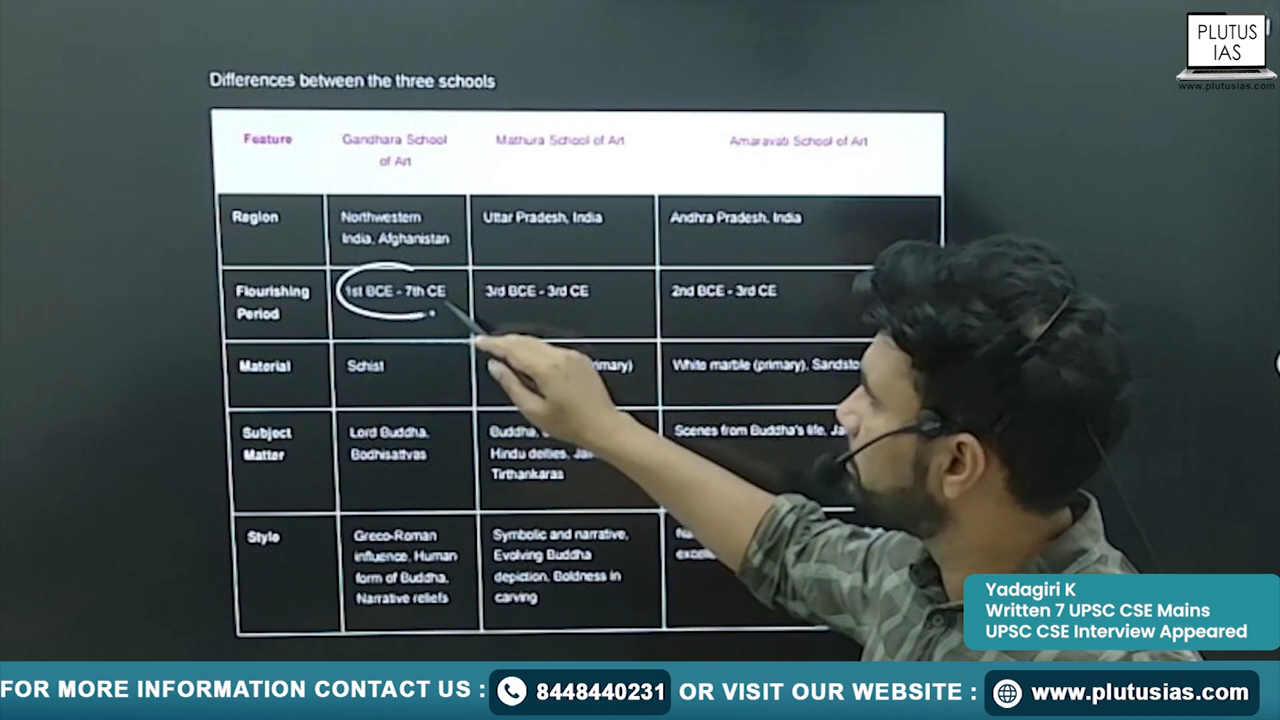 PLUTUS
IAS
www.plutusias.com
Differences between the three schools
Feature
Gandhara School
of Art
Mathura School of Art
Amaravati School of Art
Region
Northwestern
India, Afghanistan
Uttar Pradesh, India
Andhra Pradesh, India
Flourishing
Period
1st BCE - 7th CE
3rd BCE - 3rd CE
2nd BCE - 3rd CE
Material
Schist
White marble (primary),
Subject
Matter
Lord Buddha,
Bodhisattvas
Buddha,
Hindu deities,
Tirthankaras
Scenes from Buddha's life,
Style
Greco-Roman
influence, Human
form of Buddha,
Narrative reliefs
Symbolic and narrative,
Evolving Buddha
depiction, Boldness in
carving
Yadagiri K
Written 7 UPSC CSE Mains
UPSC CSE Interview Appeared
FOR MORE INFORMATION CONTACT US : 8448440231 OR VISIT OUR WEBSITE : www.plutusias.com